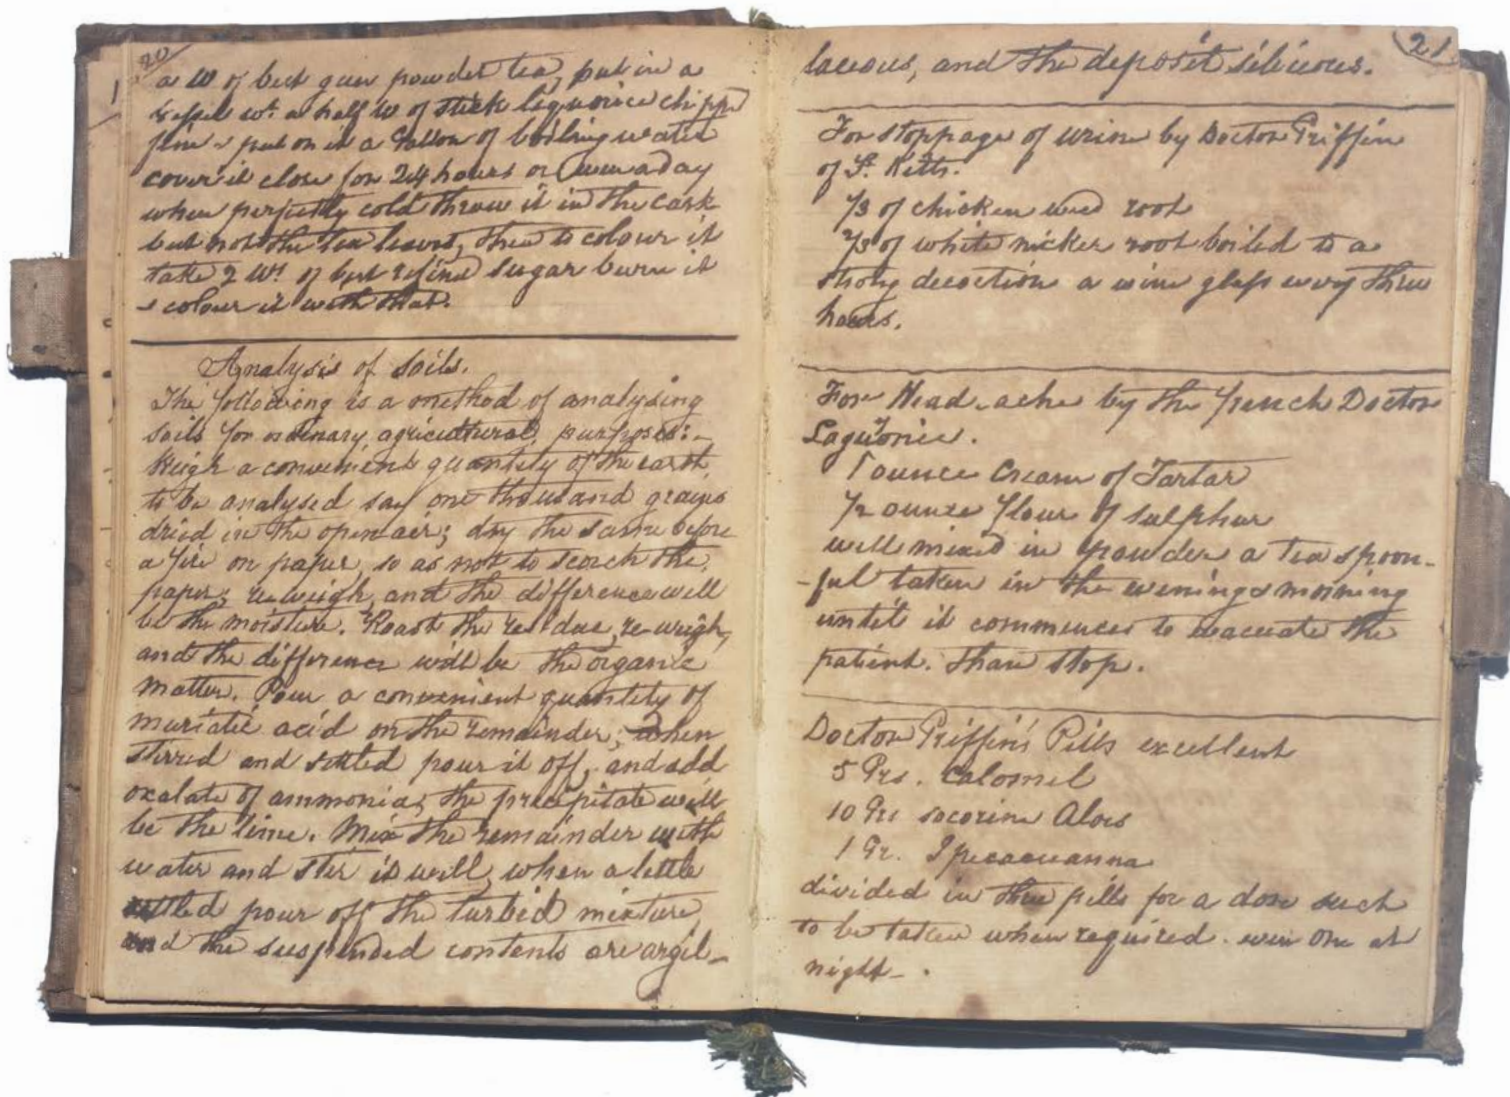 20
a lb of best gun powder tea, put in a
vessel wt. a half lb of stick liquorice chipp
fine & put on it a Gallon of boiling water
cover it close for 24 hours or even a day
when perfectly cold throw it in the cask
but not the tea leaves, then to colour it
take 2 lbs. of best refind sugar burn it
& colour it with that.
Analysis of soils.
The following is a method of analysing
soils for ordinary agricultural purposes:-
Weigh a convenient quantity of the earth
to be analysed say one thousand grains
dried in the open aer; dry the same before
a fire on paper, so as not to scorch the
paper; reweigh, and the difference will
be the moisture. Roast the residue, re-weigh,
and the difference will be the organic
matter. Pour a convenient quantity of
muriatic acid on the remainder; when
stirred and settled pour it off, and add
oxalate of ammonia, the precipitate will
be the lime. Mix the remainder with
water and stir it well, when a little
settled pour off the turbid mixture,
and the suspended contents are argil-
21
laceous, and the deposit silicious.
For stoppage of urine by Doctor Griffin
of St. Kitts.
1/3 of chicken weed root
2/3 of white nicker root boiled to a
strong decoction a wine glass every three
hours.
For Head-ache by the french Doctor
1 ounce Cream of Tartar
1/2 ounce flour of sulphur
well mixed in powder a tea spoon-
-ful taken in the evening & morning
until it commences to evacuate the
patient. than stop.
Doctor Griffin's Pills excellent
5 Grs. Calomel
10 Grs socorine Aloes
1 Gr. Ipecacuanna
divided in three pills for a dose such
to be taken when required. even one at
night-.